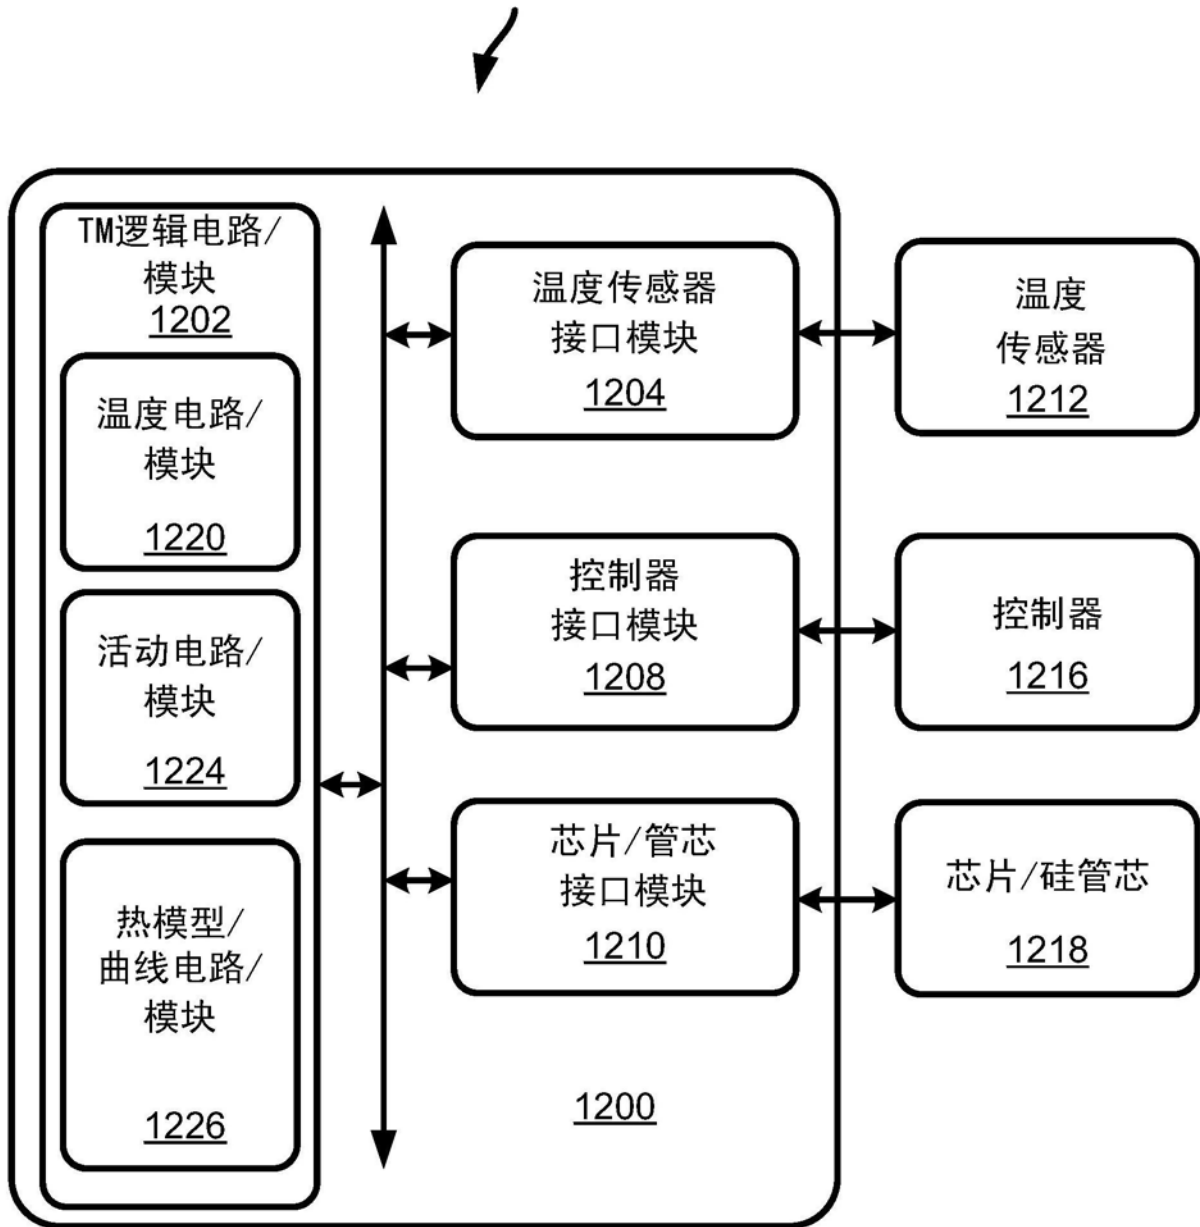 TM逻辑电路/
模块
1202
温度电路/
模块
1220
活动电路/
模块
1224
热模型/
曲线电路/
模块
1226
温度传感器
接口模块
1204
控制器
接口模块
1208
芯片/管芯
接口模块
1210
1200
温度
传感器
1212
控制器
1216
芯片/硅管芯
1218